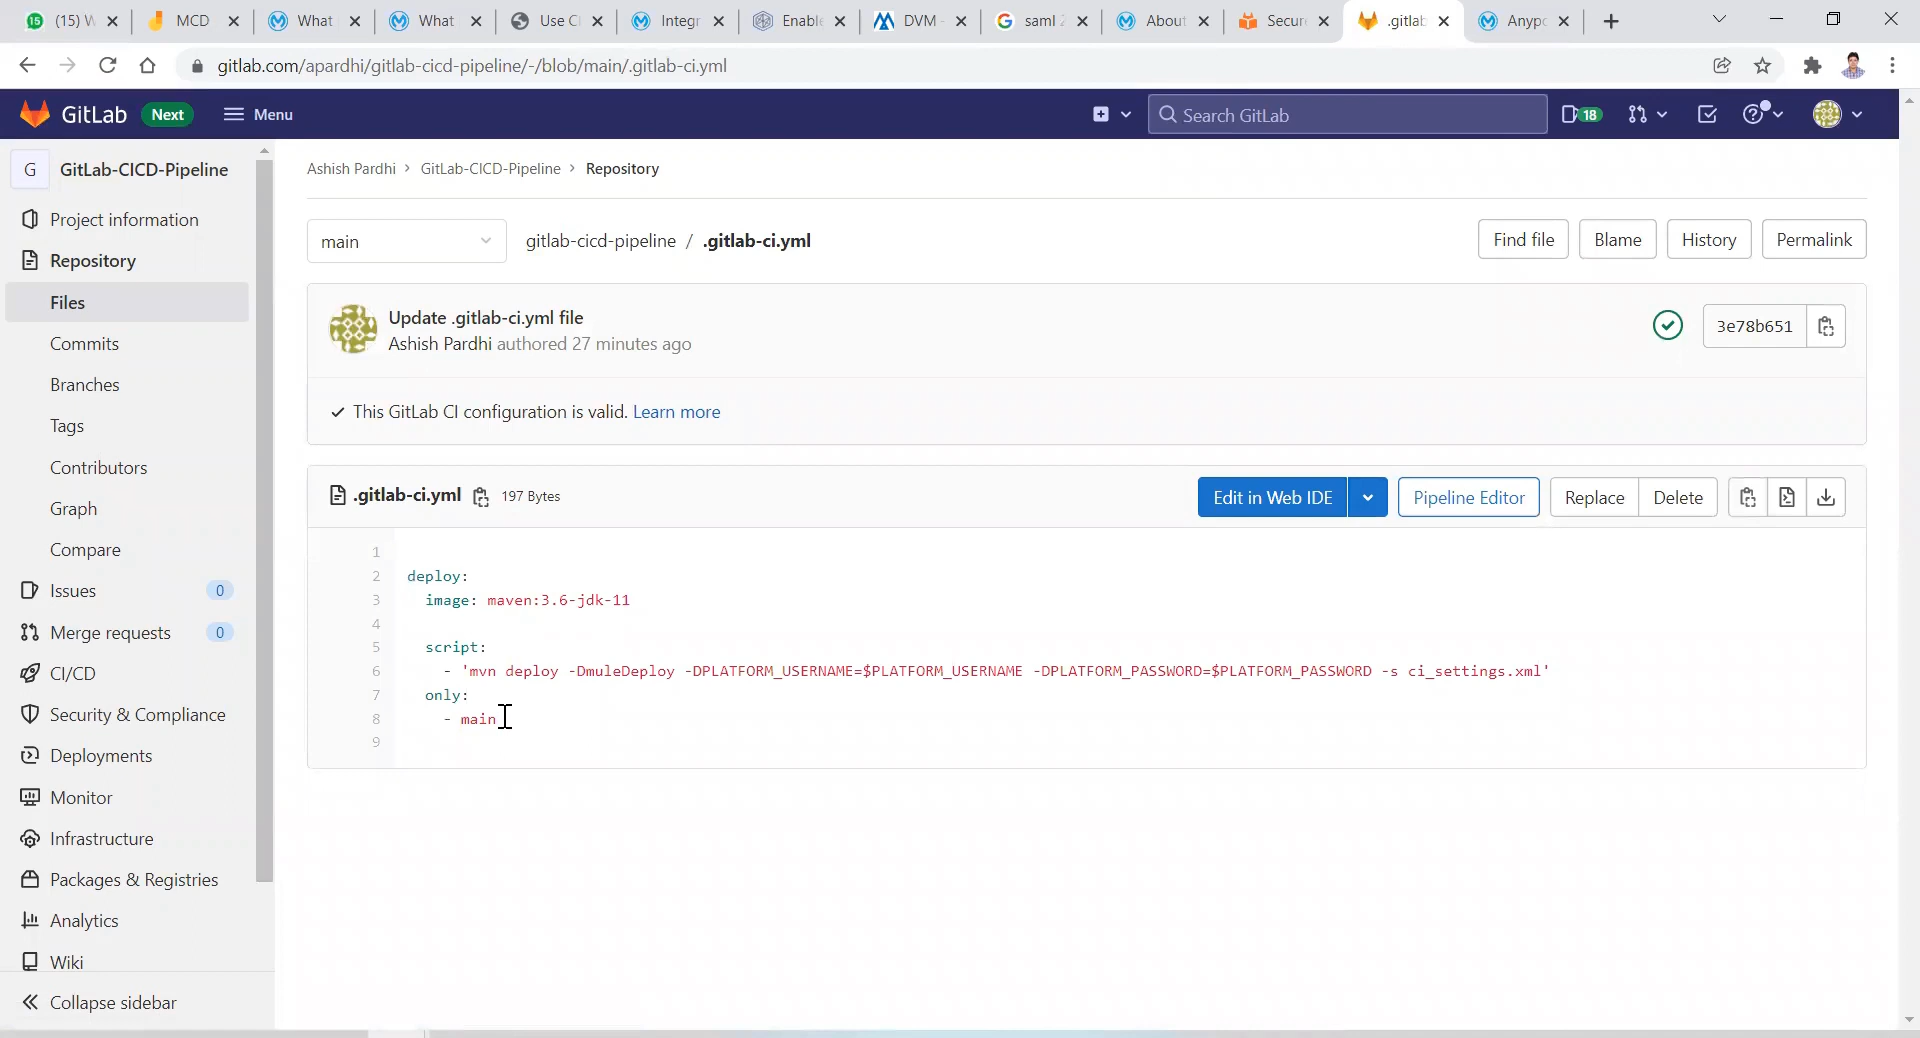 (15) W
MCD
What
What
Use Cl
Integr
Enable
DVM -
saml 2
About
Secure
.gitlab
Anypo
gitlab.com/apardhi/gitlab-cicd-pipeline/-/blob/main/.gitlab-ci.yml
GitLab Next Menu Search GitLab 18
G GitLab-CICD-Pipeline
Project information
Repository
Files
Commits
Branches
Tags
Contributors
Graph
Compare
Issues 0
Merge requests 0
CI/CD
Security & Compliance
Deployments
Monitor
Infrastructure
Packages & Registries
Analytics
Wiki
Collapse sidebar
Ashish Pardhi › GitLab-CICD-Pipeline › Repository
main gitlab-cicd-pipeline / .gitlab-ci.yml Find file Blame History Permalink
Update .gitlab-ci.yml file
Ashish Pardhi authored 27 minutes ago
3e78b651
This GitLab CI configuration is valid. Learn more
.gitlab-ci.yml 197 Bytes Edit in Web IDE Pipeline Editor Replace Delete
1
2 deploy:
3 image: maven:3.6-jdk-11
4
5 script:
6 - 'mvn deploy -DmuleDeploy -DPLATFORM_USERNAME=$PLATFORM_USERNAME -DPLATFORM_PASSWORD=$PLATFORM_PASSWORD -s ci_settings.xml'
7 only:
8 - main
9